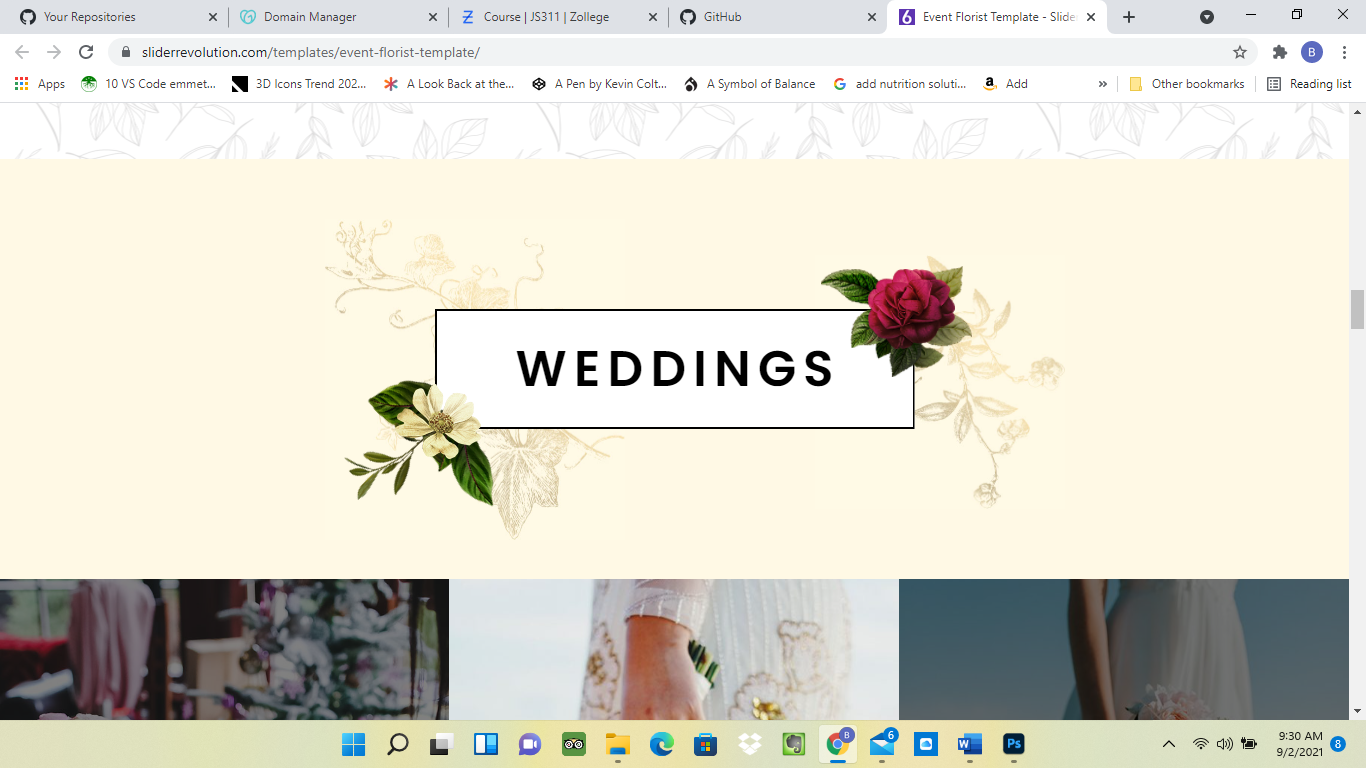 Your Repositories
Domain Manager
Course | JS311 | Zollege
GitHub
Event Florist Template - Slide
sliderrevolution.com/templates/event-florist-template/
B
Apps
10 VS Code emmet...
3D Icons Trend 202...
A Look Back at the...
A Pen by Kevin Colt...
A Symbol of Balance
add nutrition soluti...
Add
»
Other bookmarks
Reading list
WEDDINGS
B
6
W
Ps
9:30 AM
9/2/2021
8